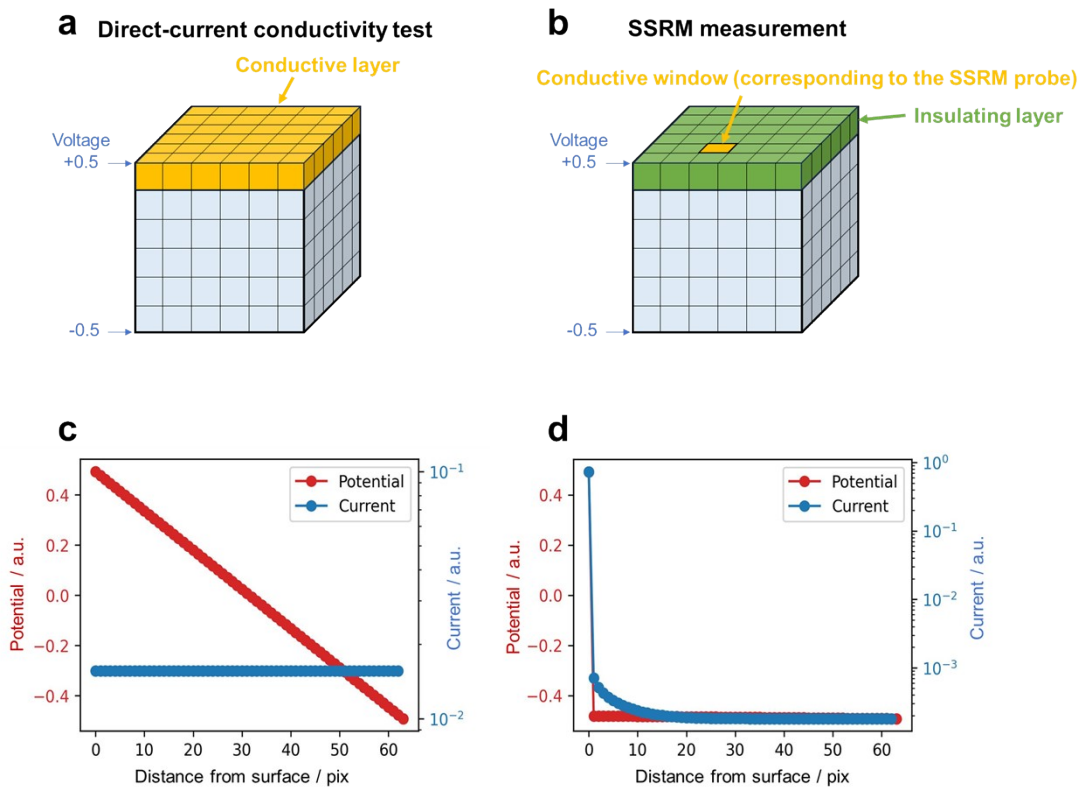 a Direct-current conductivity test
Conductive layer
Voltage
+0.5
-0.5
b SSRM measurement
Conductive window (corresponding to the SSRM probe)
Insulating layer
Voltage
+0.5
-0.5
c
Potential / a.u.
0.4
0.2
0.0
−0.2
−0.4
Potential
Current
10⁻¹
10⁻²
Current / a.u.
0 10 20 30 40 50 60
Distance from surface / pix
d
Potential / a.u.
0.4
0.2
0.0
−0.2
−0.4
Potential
Current
10⁰
10⁻¹
10⁻²
10⁻³
Current / a.u.
0 10 20 30 40 50 60
Distance from surface / pix